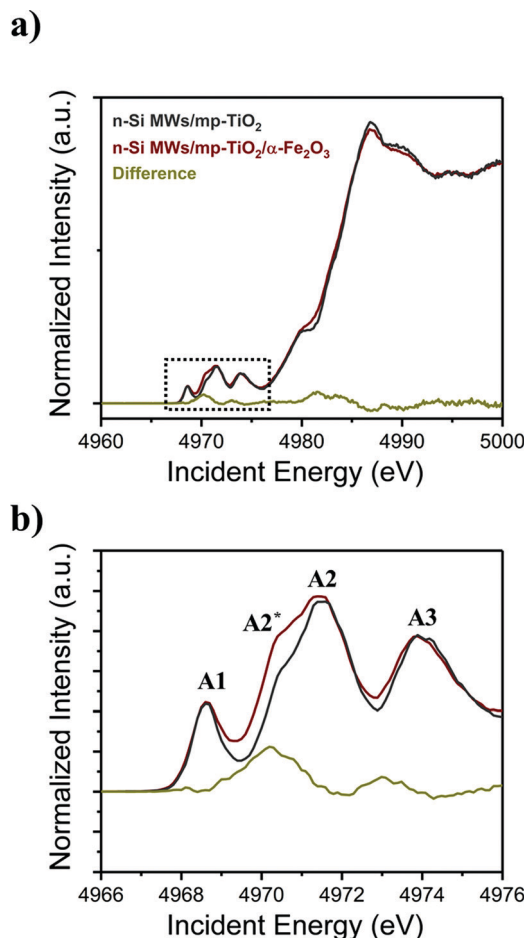 a)
Normalized Intensity (a.u.)
n-Si MWs/mp-TiO₂
n-Si MWs/mp-TiO₂/α-Fe₂O₃
Difference
4960 4970 4980 4990 5000
Incident Energy (eV)
b)
Normalized Intensity (a.u.)
A1
A2*
A2
A3
4966 4968 4970 4972 4974 4976
Incident Energy (eV)